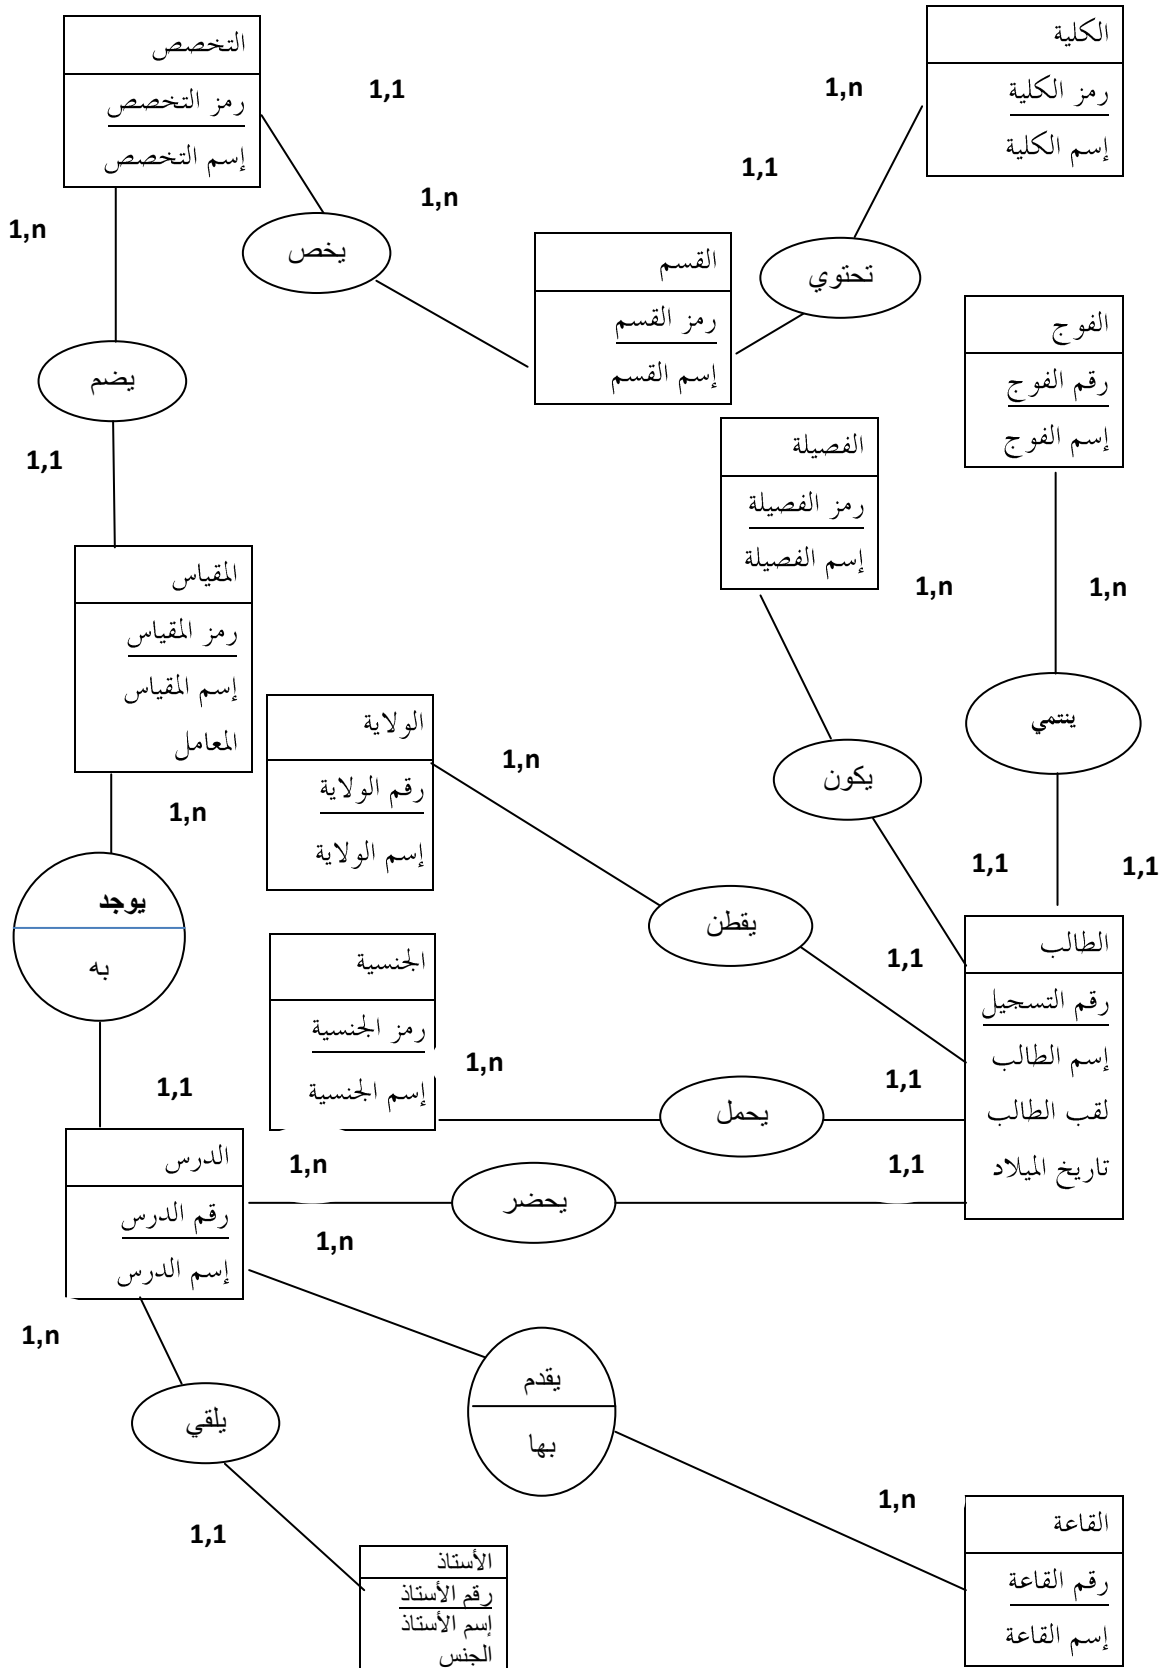 التخصص
رمز التخصص
إسم التخصص
1,1
1,n
الكلية
رمز الكلية
إسم الكلية
1,1
1,n
1,n
يخص
تحتوي
القسم
رمز القسم
إسم القسم
الفوج
رقم الفوج
إسم الفوج
يضم
1,1
الفصيلة
رمز الفصيلة
إسم الفصيلة
1,n
1,n
المقياس
رمز المقياس
إسم المقياس
المعامل
الولاية
رقم الولاية
إسم الولاية
1,n
ينتمي
يكون
1,n
1,1
1,1
يوجد
به
يقطن
1,1
الطالب
رقم التسجيل
إسم الطالب
لقب الطالب
تاريخ الميلاد
الجنسية
رمز الجنسية
إسم الجنسية
1,n
1,1
يحمل
1,1
الدرس
رقم الدرس
إسم الدرس
1,n
1,1
يحضر
1,n
1,n
يقدم
بها
يلقي
1,n
1,1
القاعة
رقم القاعة
إسم القاعة
الأستاذ
رقم الأستاذ
إسم الأستاذ
الجنس